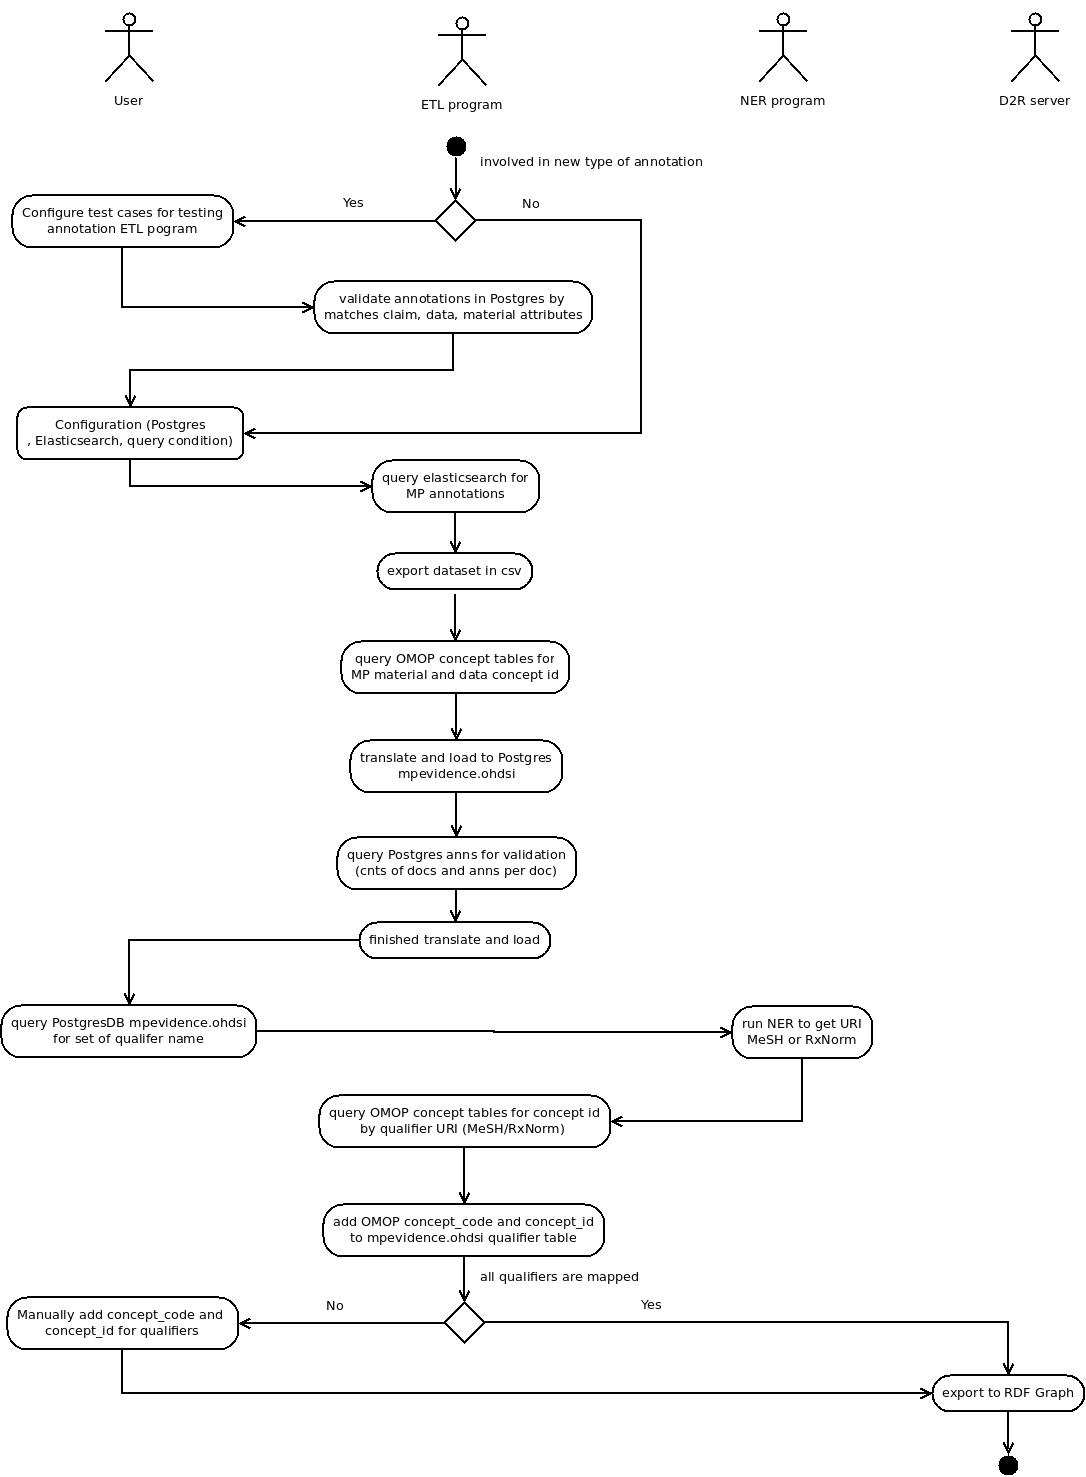 User
ETL program
NER program
D2R server
involved in new type of annotation
Yes
No
Configure test cases for testing
annotation ETL pogram
validate annotations in Postgres by
matches claim, data, material attributes
Configuration (Postgres
, Elasticsearch, query condition)
query elasticsearch for
MP annotations
export dataset in csv
query OMOP concept tables for
MP material and data concept id
translate and load to Postgres
mpevidence.ohdsi
query Postgres anns for validation
(cnts of docs and anns per doc)
finished translate and load
query PostgresDB mpevidence.ohdsi
for set of qualifer name
run NER to get URI
MeSH or RxNorm
query OMOP concept tables for concept id
by qualifier URI (MeSH/RxNorm)
add OMOP concept_code and concept_id
to mpevidence.ohdsi qualifier table
all qualifiers are mapped
No
Yes
Manually add concept_code and
concept_id for qualifiers
export to RDF Graph